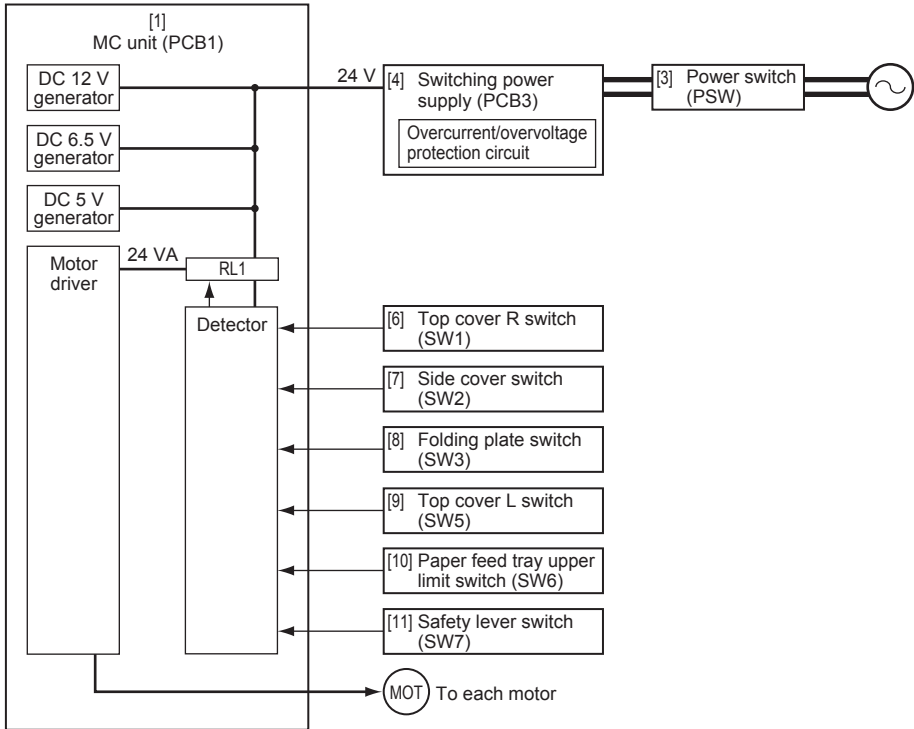 [1]
MC unit (PCB1)
DC 12 V
generator
DC 6.5 V
generator
DC 5 V
generator
Motor
driver
24 VA
RL1
Detector
24 V
[4] Switching power
supply (PCB3)
Overcurrent/overvoltage
protection circuit
[3] Power switch
(PSW)
[6] Top cover R switch
(SW1)
[7] Side cover switch
(SW2)
[8] Folding plate switch
(SW3)
[9] Top cover L switch
(SW5)
[10] Paper feed tray upper
limit switch (SW6)
[11] Safety lever switch
(SW7)
MOT To each motor